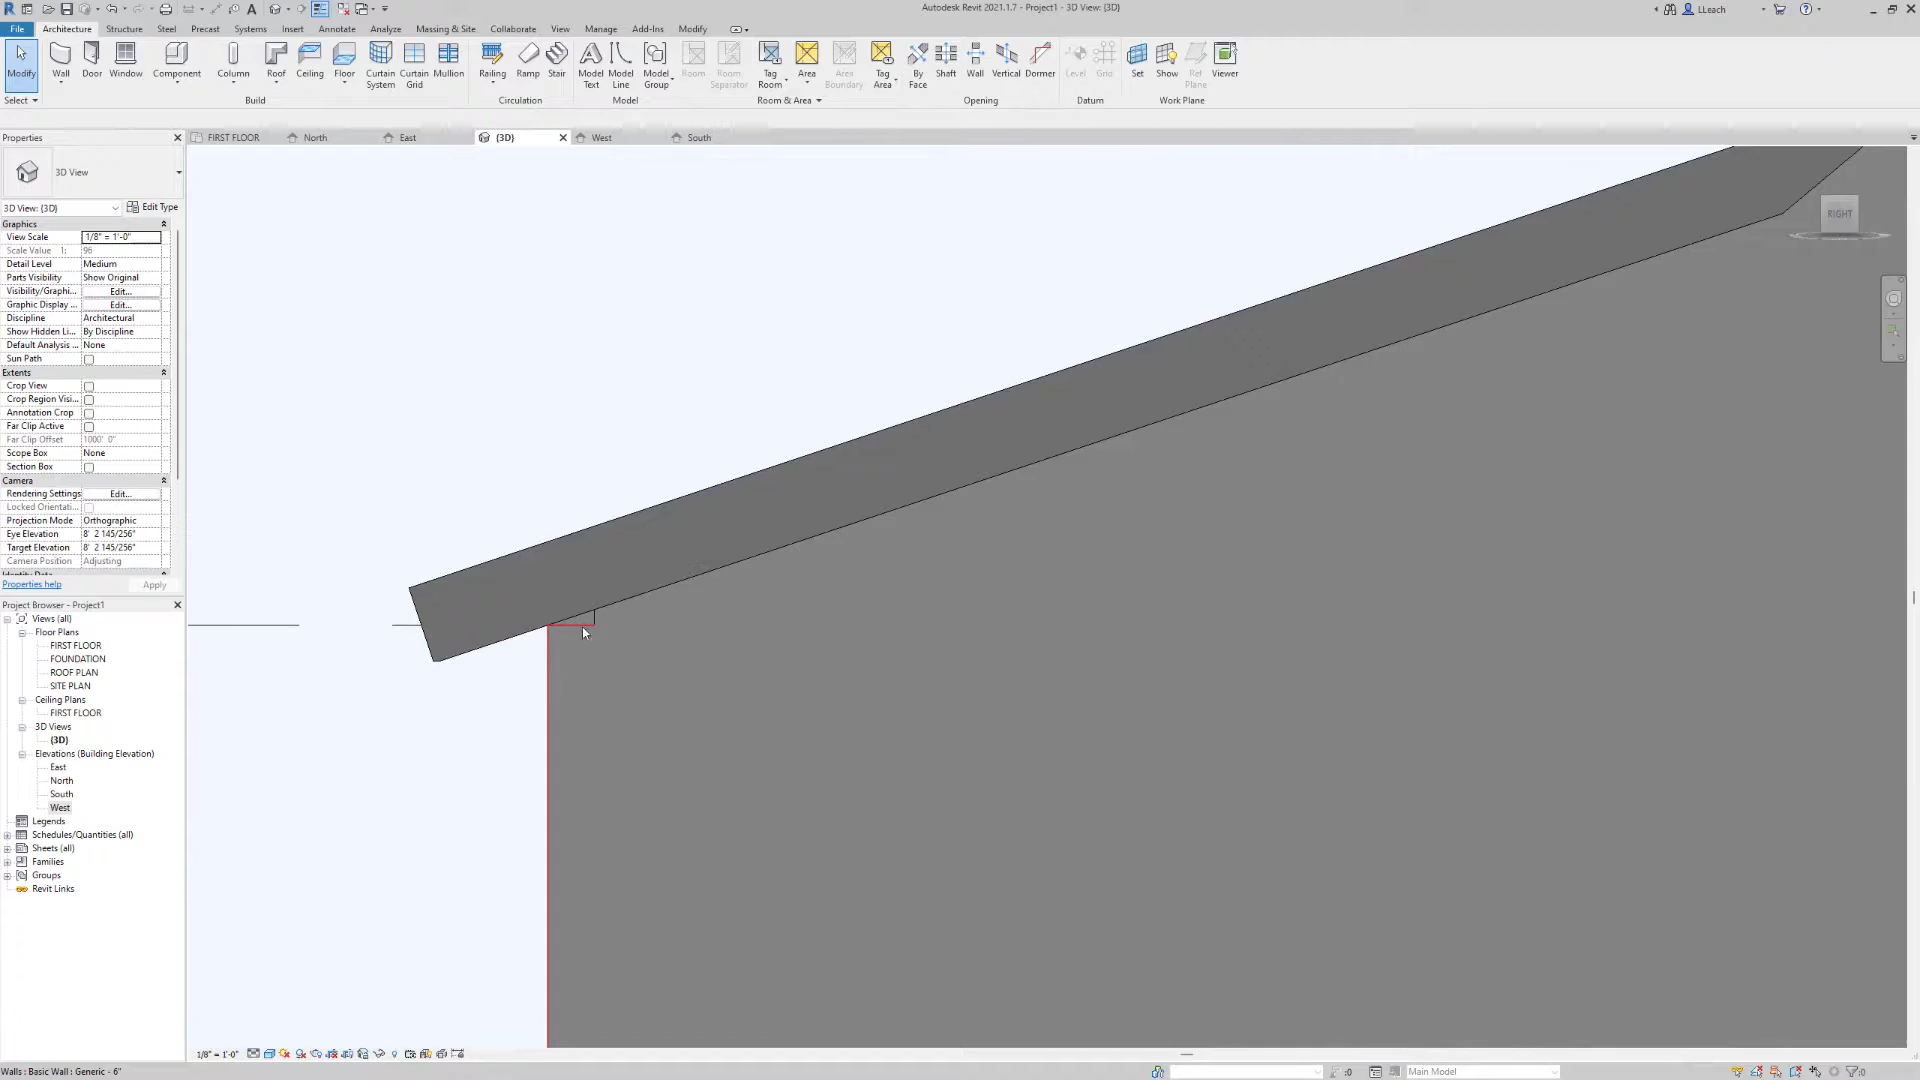 Autodesk Revit 2021.1.7 - Project1 - 3D View: {3D}
LLeach
File Architecture Structure Steel Precast Systems Insert Annotate Analyze Massing & Site Collaborate View Manage Add-Ins Modify
Modify Wall Door Window Component Column Roof Ceiling Floor Curtain System Curtain Grid Mullion Railing Ramp Stair Model Text Model Line Model Group Room Room Separator Tag Room Area Area Boundary Tag Area By Face Shaft Wall Vertical Dormer Level Grid Set Show Ref Plane Viewer
Select Build Circulation Model Room & Area Opening Datum Work Plane
Properties
FIRST FLOOR North East {3D} West South
3D View
3D View: {3D} Edit Type
Graphics
View Scale 1/8" = 1'-0"
Scale Value 1: 96
Detail Level Medium
Parts Visibility Show Original
Visibility/Graphi... Edit...
Graphic Display ... Edit...
Discipline Architectural
Show Hidden Li... By Discipline
Default Analysis ... None
Sun Path
Extents
Crop View
Crop Region Visi...
Annotation Crop
Far Clip Active
Far Clip Offset 1000' 0"
Scope Box None
Section Box
Camera
Rendering Settings Edit...
Locked Orientati...
Projection Mode Orthographic
Eye Elevation 8' 2 145/256"
Target Elevation 8' 2 145/256"
Camera Position Adjusting
Identity Data
Properties help Apply
Project Browser - Project1
Views (all)
Floor Plans
FIRST FLOOR
FOUNDATION
ROOF PLAN
SITE PLAN
Ceiling Plans
FIRST FLOOR
3D Views
{3D}
Elevations (Building Elevation)
East
North
South
West
Legends
Schedules/Quantities (all)
Sheets (all)
Families
Groups
Revit Links
RIGHT
1/8" = 1'-0"
Walls : Basic Wall : Generic - 6"
:0
Main Model
:0